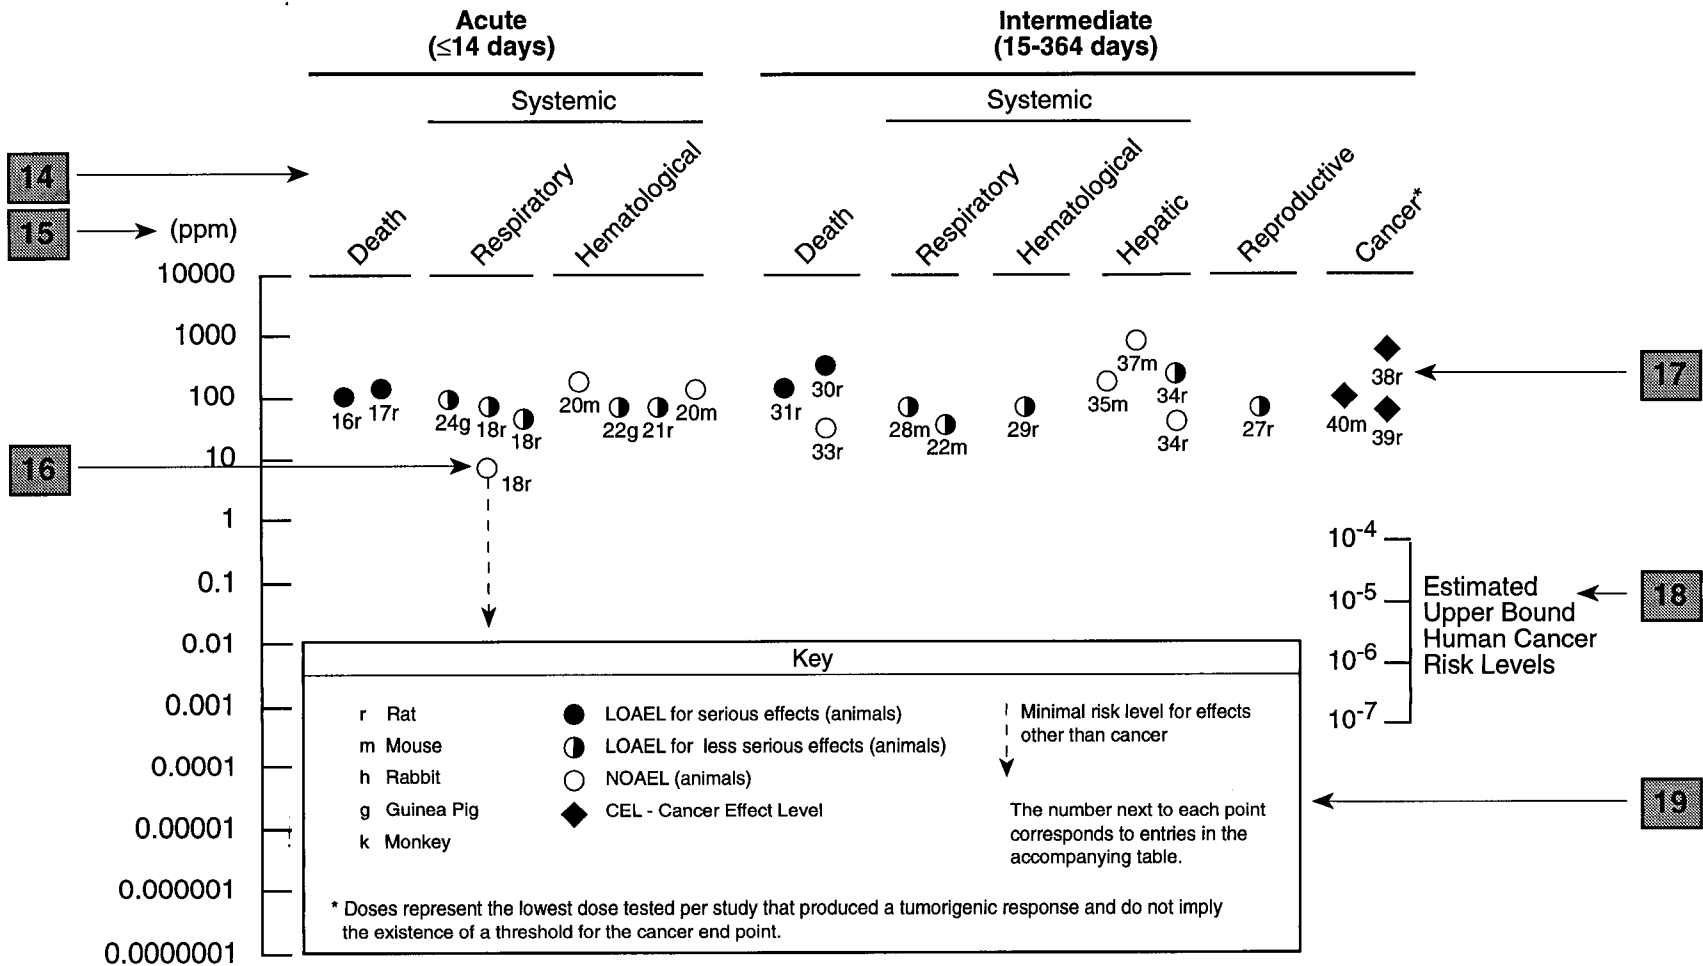 Acute
(≤14 days)
Intermediate
(15-364 days)
Systemic
Systemic
14
15
(ppm)
Death
Respiratory
Hematological
Death
Respiratory
Hematological
Hepatic
Reproductive
Cancer*
10000
1000
100
10
1
0.1
0.01
0.001
0.0001
0.00001
0.000001
0.0000001
16r
17r
24g
18r
18r
20m
22g
21r
20m
31r
30r
33r
28m
22m
29r
37m
35m
34r
34r
27r
38r
40m
39r
17
16
18r
10-4
10-5
10-6
10-7
Estimated
Upper Bound
Human Cancer
Risk Levels
18
Key
r Rat
m Mouse
h Rabbit
g Guinea Pig
k Monkey
LOAEL for serious effects (animals)
LOAEL for less serious effects (animals)
NOAEL (animals)
CEL - Cancer Effect Level
Minimal risk level for effects
other than cancer
The number next to each point
corresponds to entries in the
accompanying table.
19
* Doses represent the lowest dose tested per study that produced a tumorigenic response and do not imply
the existence of a threshold for the cancer end point.